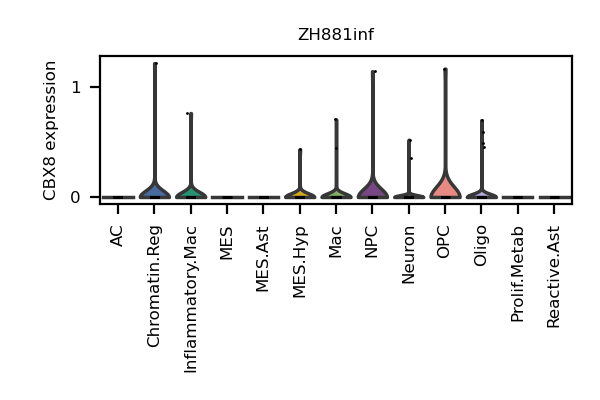 ZH881inf
CBX8 expression
1
0
AC
Chromatin.Reg
Inflammatory.Mac
MES
MES.Ast
MES.Hyp
Mac
NPC
Neuron
OPC
Oligo
Prolif.Metab
Reactive.Ast